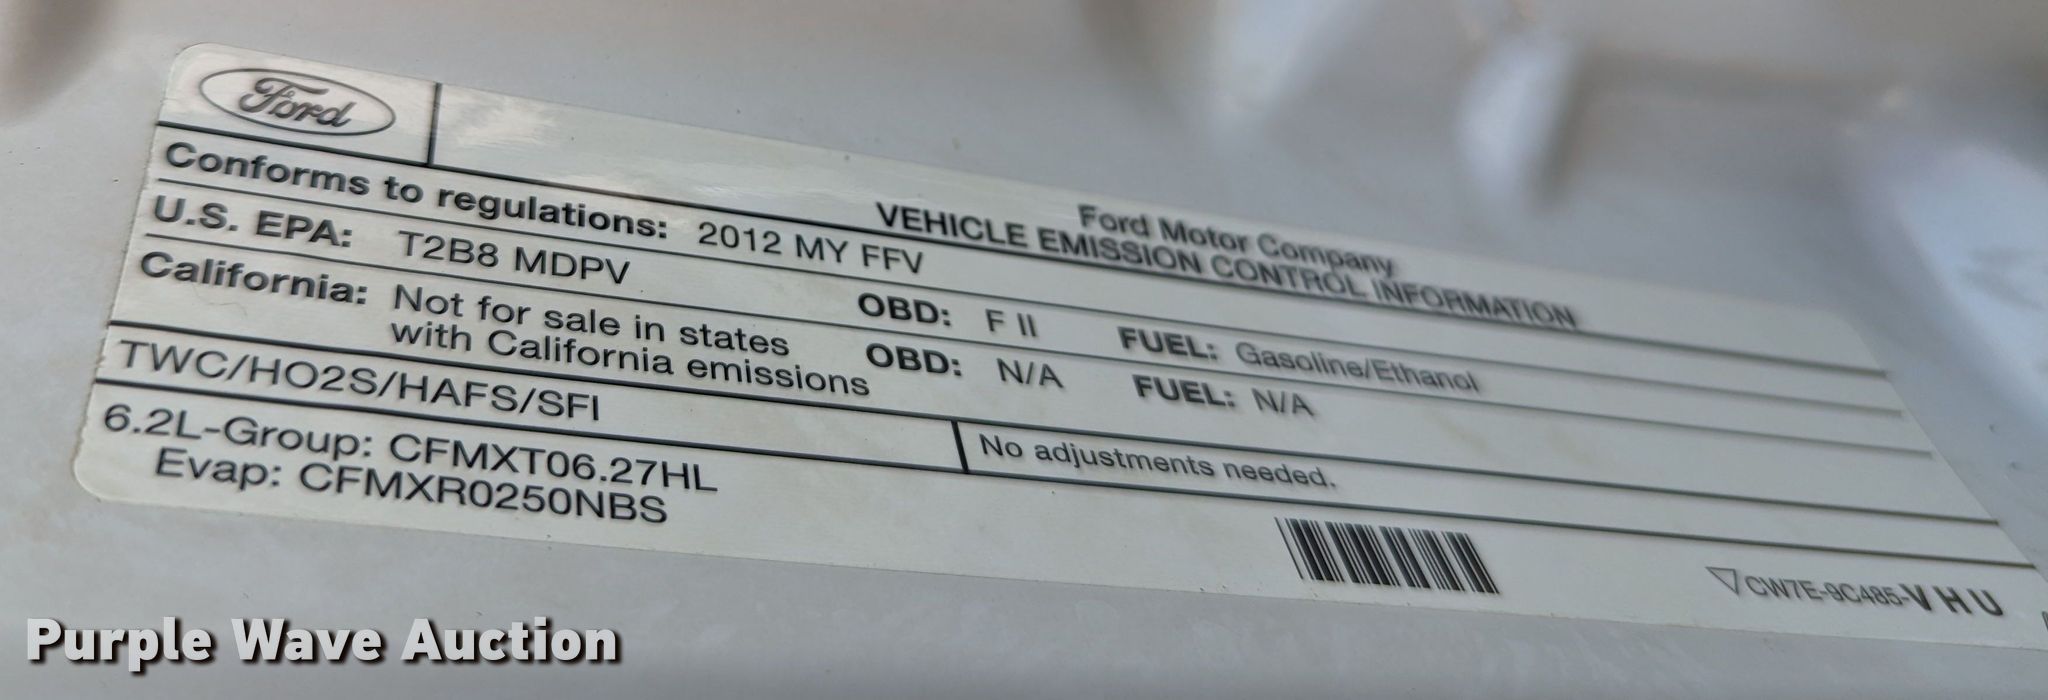 Ford
Ford Motor Company
VEHICLE EMISSION CONTROL INFORMATION
Conforms to regulations: 2012 MY FFV
U.S. EPA: T2B8 MDPV OBD: F II FUEL: Gasoline/Ethanol
California: Not for sale in states
with California emissions OBD: N/A FUEL: N/A
TWC/HO2S/HAFS/SFI
No adjustments needed.
6.2L-Group: CFMXT06.27HL
Evap: CFMXR0250NBS
CW7E-9C485-VHU
Purple Wave Auction